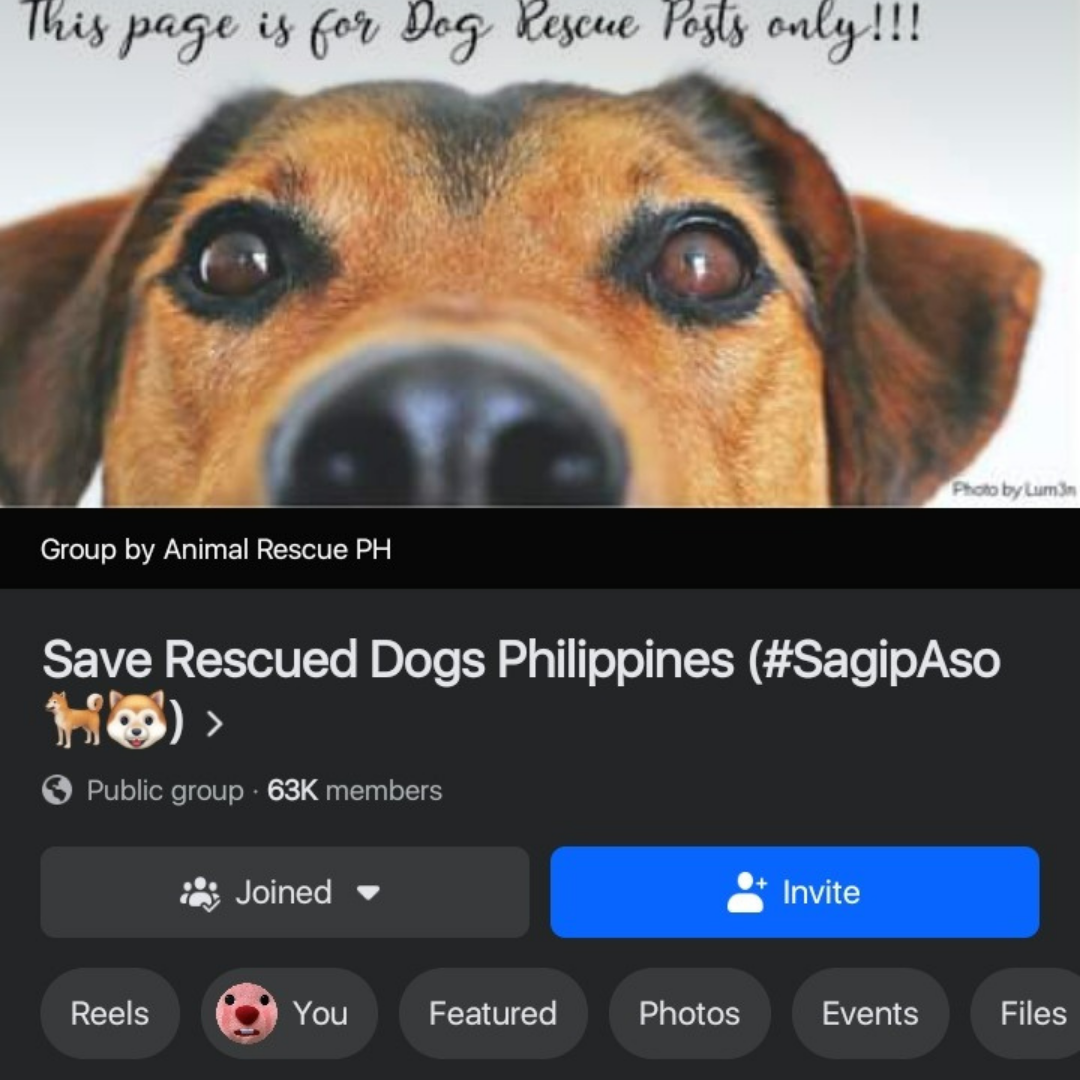 This page is for Dog Rescue Posts only!!!
Photo by Lum3n
Group by Animal Rescue PH
Save Rescued Dogs Philippines (#SagipAso
🐕🐶) >
Public group · 63K members
Joined
Invite
Reels
You
Featured
Photos
Events
Files